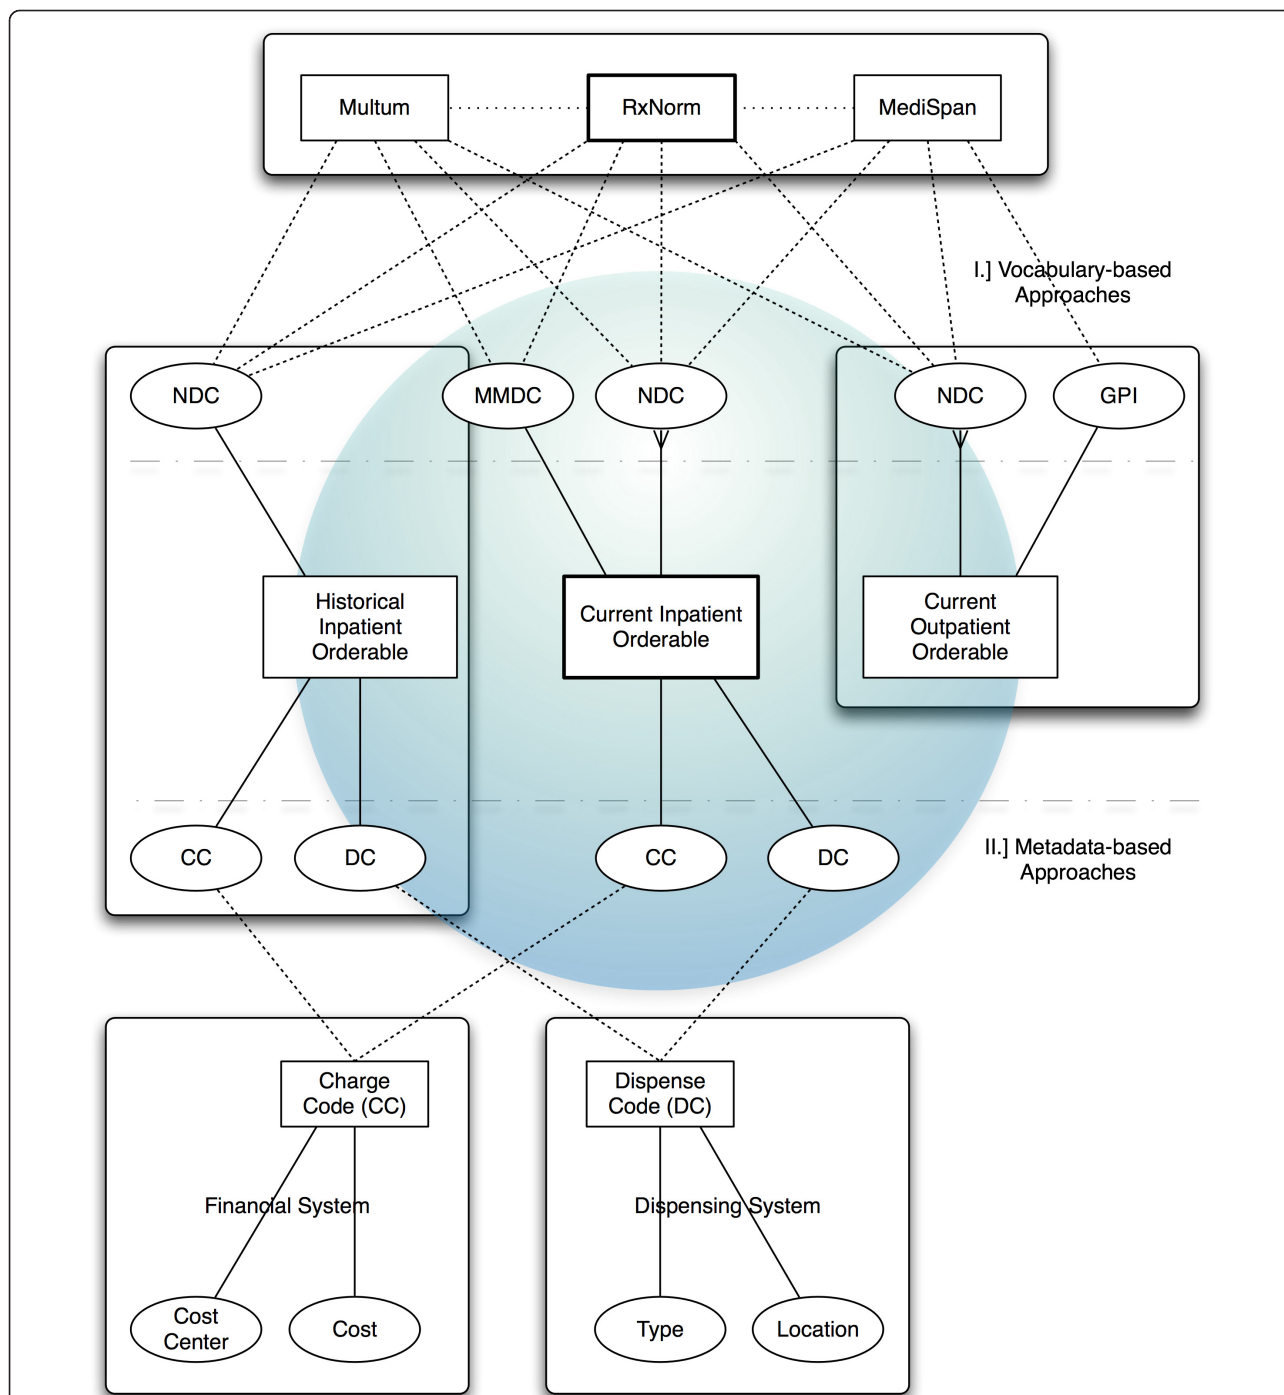 Multum
RxNorm
MediSpan
I.] Vocabulary-based
Approaches
NDC
MMDC
NDC
NDC
GPI
Historical
Inpatient
Orderable
Current Inpatient
Orderable
Current
Outpatient
Orderable
CC
DC
CC
DC
II.] Metadata-based
Approaches
Charge
Code (CC)
Dispense
Code (DC)
Financial System
Dispensing System
Cost
Center
Cost
Type
Location